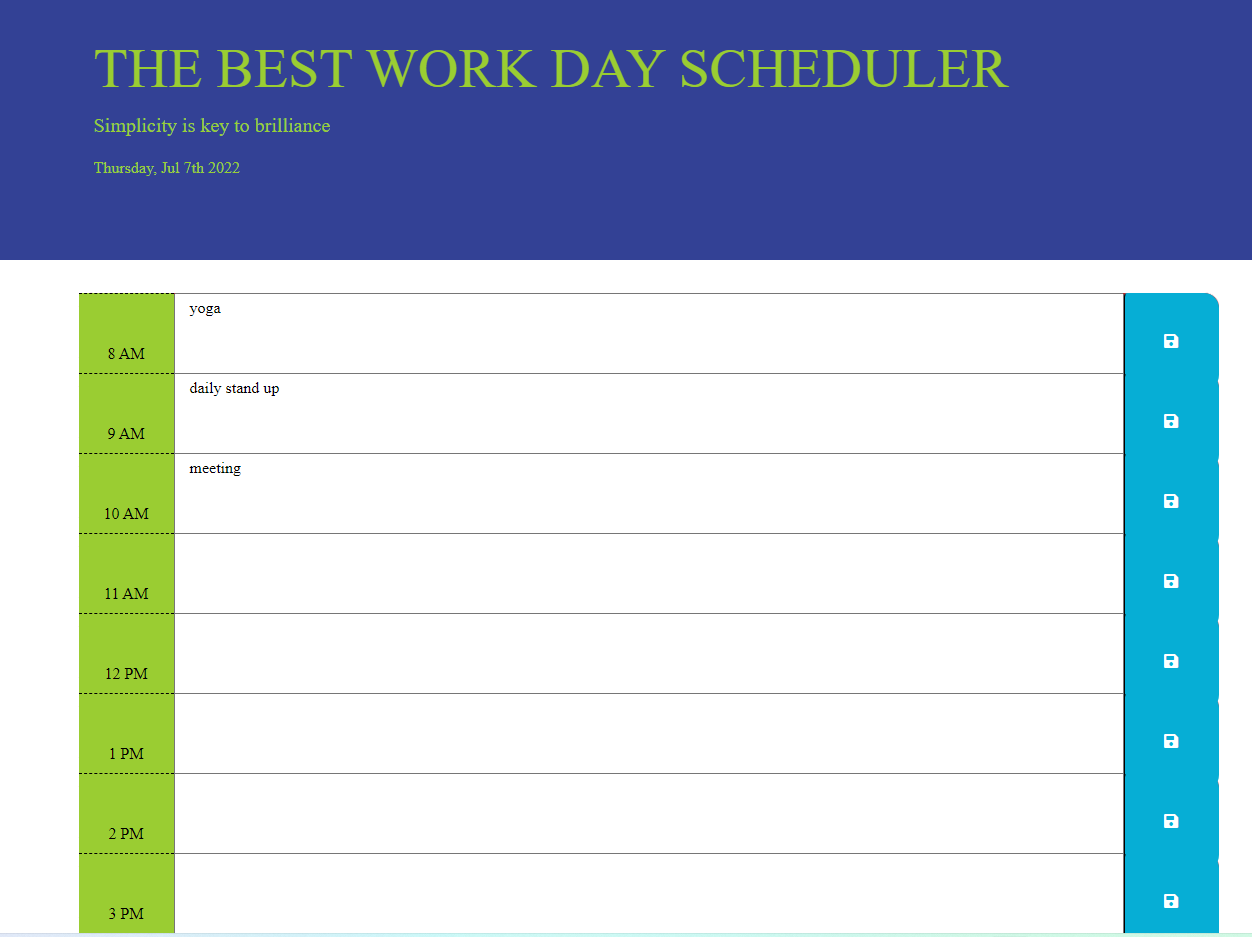 THE BEST WORK DAY SCHEDULER
Simplicity is key to brilliance
Thursday, Jul 7th 2022
yoga
8 AM
daily stand up
9 AM
meeting
10 AM
11 AM
12 PM
1 PM
2 PM
3 PM